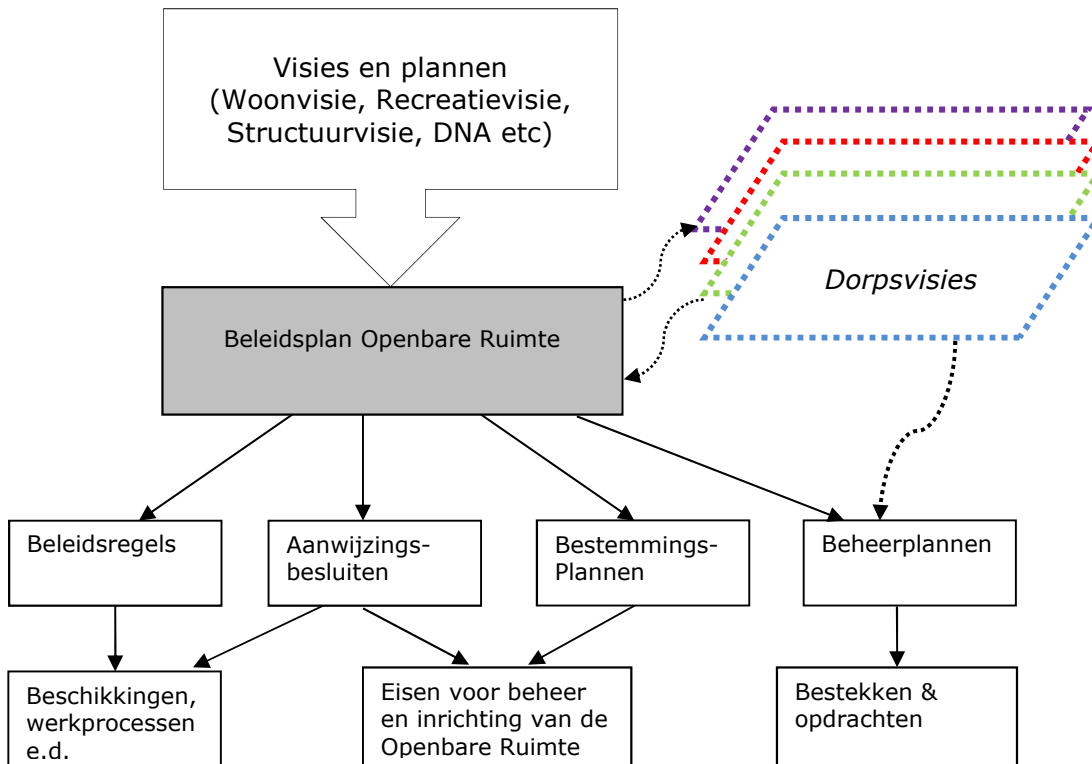 Visies en plannen
(Woonvisie, Recreatievisie,
Structuurvisie, DNA etc)
Dorpsvisies
Beleidsplan Openbare Ruimte
Beleidsregels
Aanwijzings-
besluiten
Bestemmings-
Plannen
Beheerplannen
Beschikkingen,
werkprocessen
e.d.
Eisen voor beheer
en inrichting van de
Openbare Ruimte
Bestekken &
opdrachten